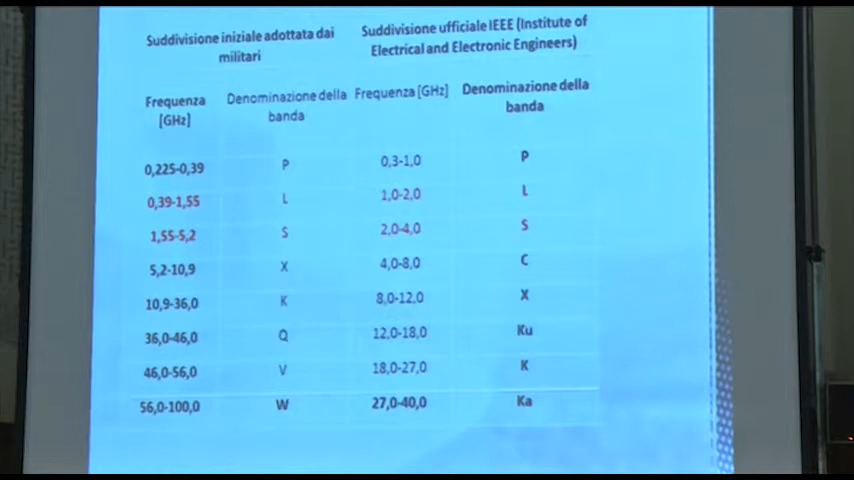 Suddivisione iniziale adottata dai
militari
Suddivisione ufficiale IEEE (Institute of
Electrical and Electronic Engineers)
Frequenza
[GHz]
Denominazione della
banda
Frequenza [GHz]
Denominazione della
banda
0,225-0,39 P 0,3-1,0 P
0,39-1,55 L 1,0-2,0 L
1,55-5,2 S 2,0-4,0 S
5,2-10,9 X 4,0-8,0 C
10,9-36,0 K 8,0-12,0 X
36,0-46,0 Q 12,0-18,0 Ku
46,0-56,0 V 18,0-27,0 K
56,0-100,0 W 27,0-40,0 Ka